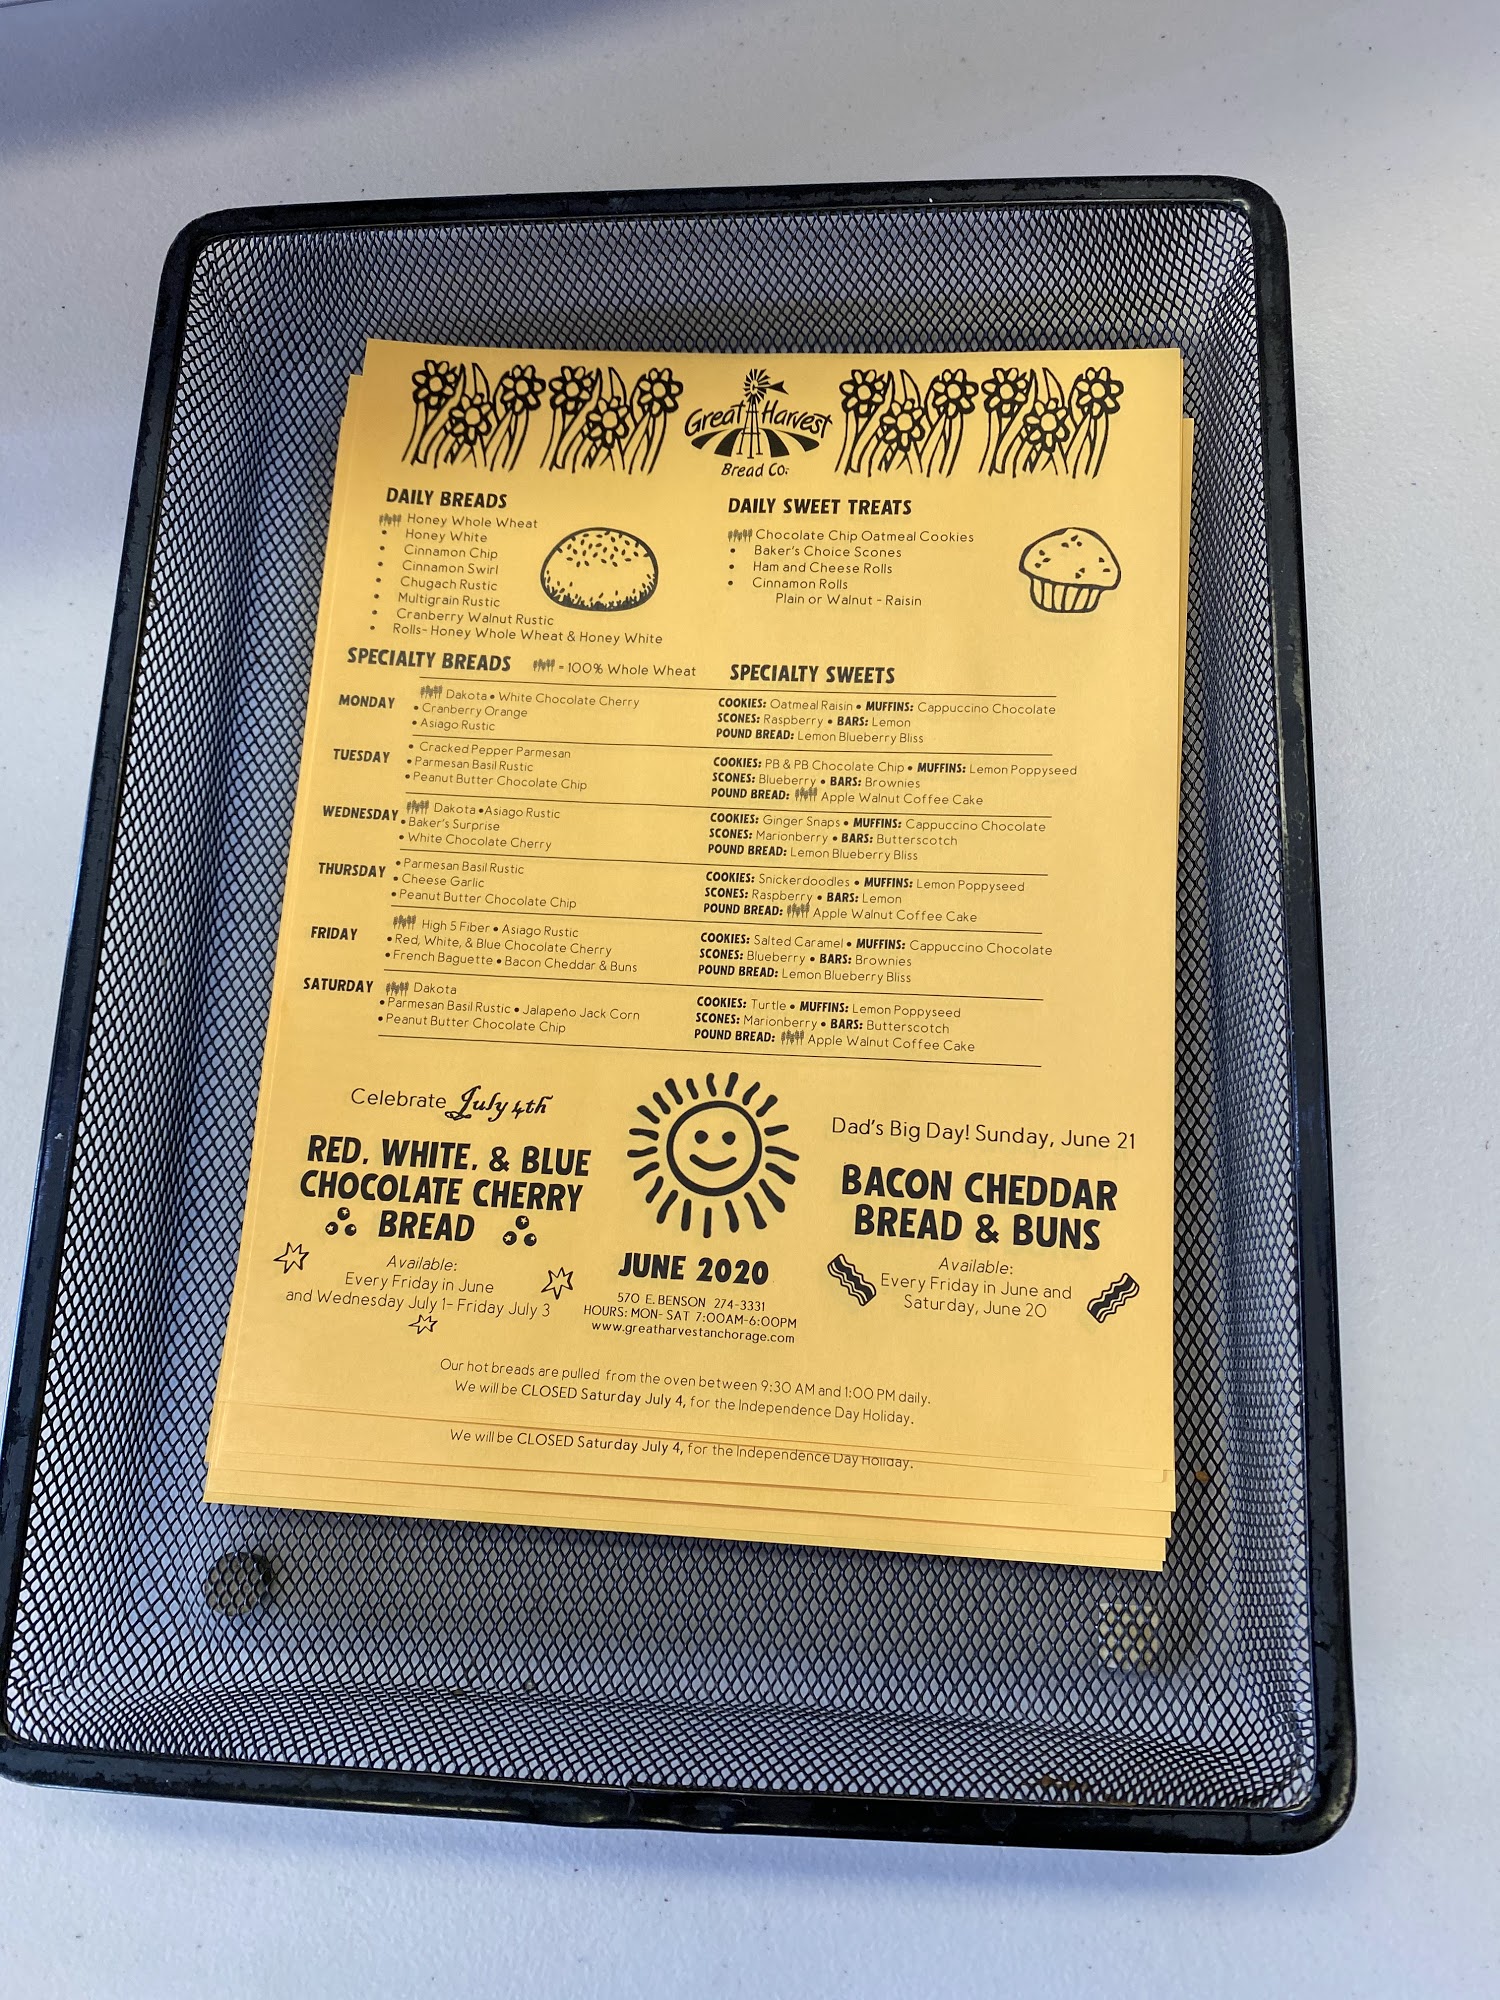 Great Harvest
Bread Co.
DAILY BREADS
Honey Whole Wheat
• Honey White
• Cinnamon Chip
• Cinnamon Swirl
• Chugach Rustic
• Multigrain Rustic
• Cranberry Walnut Rustic
• Rolls- Honey Whole Wheat & Honey White
DAILY SWEET TREATS
Chocolate Chip Oatmeal Cookies
• Baker's Choice Scones
• Ham and Cheese Rolls
• Cinnamon Rolls
Plain or Walnut - Raisin
SPECIALTY BREADS = 100% Whole Wheat
SPECIALTY SWEETS
MONDAY
Dakota • White Chocolate Cherry
• Cranberry Orange
• Asiago Rustic
COOKIES: Oatmeal Raisin • MUFFINS: Cappuccino Chocolate
SCONES: Raspberry • BARS: Lemon
POUND BREAD: Lemon Blueberry Bliss
TUESDAY
• Cracked Pepper Parmesan
• Parmesan Basil Rustic
• Peanut Butter Chocolate Chip
COOKIES: PB & PB Chocolate Chip • MUFFINS: Lemon Poppyseed
SCONES: Blueberry • BARS: Brownies
POUND BREAD: Apple Walnut Coffee Cake
WEDNESDAY
Dakota • Asiago Rustic
• Baker's Surprise
• White Chocolate Cherry
COOKIES: Ginger Snaps • MUFFINS: Cappuccino Chocolate
SCONES: Marionberry • BARS: Butterscotch
POUND BREAD: Lemon Blueberry Bliss
THURSDAY
• Parmesan Basil Rustic
• Cheese Garlic
• Peanut Butter Chocolate Chip
COOKIES: Snickerdoodles • MUFFINS: Lemon Poppyseed
SCONES: Raspberry • BARS: Lemon
POUND BREAD: Apple Walnut Coffee Cake
FRIDAY
High 5 Fiber • Asiago Rustic
• Red, White, & Blue Chocolate Cherry
• French Baguette • Bacon Cheddar & Buns
COOKIES: Salted Caramel • MUFFINS: Cappuccino Chocolate
SCONES: Blueberry • BARS: Brownies
POUND BREAD: Lemon Blueberry Bliss
SATURDAY
Dakota
• Parmesan Basil Rustic • Jalapeño Jack Corn
• Peanut Butter Chocolate Chip
COOKIES: Turtle • MUFFINS: Lemon Poppyseed
SCONES: Marionberry • BARS: Butterscotch
POUND BREAD: Apple Walnut Coffee Cake
Celebrate July 4th
RED, WHITE, & BLUE
CHOCOLATE CHERRY
BREAD
Available:
Every Friday in June
and Wednesday July 1- Friday July 3
JUNE 2020
570 E. BENSON 274-3331
HOURS: MON- SAT 7:00AM-6:00PM
www.greatharvestanchorage.com
Dad's Big Day! Sunday, June 21
BACON CHEDDAR
BREAD & BUNS
Available:
Every Friday in June and
Saturday, June 20
Our hot breads are pulled from the oven between 9:30 AM and 1:00 PM daily.
We will be CLOSED Saturday July 4, for the Independence Day Holiday.
We will be CLOSED Saturday July 4, for the Independence Day Holiday.